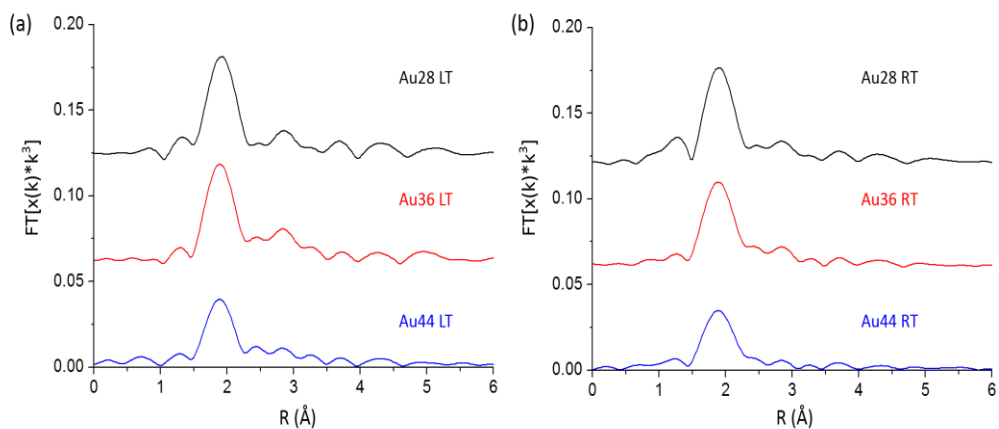 (a)
0.20
0.15
0.10
0.05
0.00
FT[x(k)*k³]
Au28 LT
Au36 LT
Au44 LT
0 1 2 3 4 5 6
R (Å)
(b)
0.20
0.15
0.10
0.05
0.00
FT[x(k)*k³]
Au28 RT
Au36 RT
Au44 RT
0 1 2 3 4 5 6
R (Å)